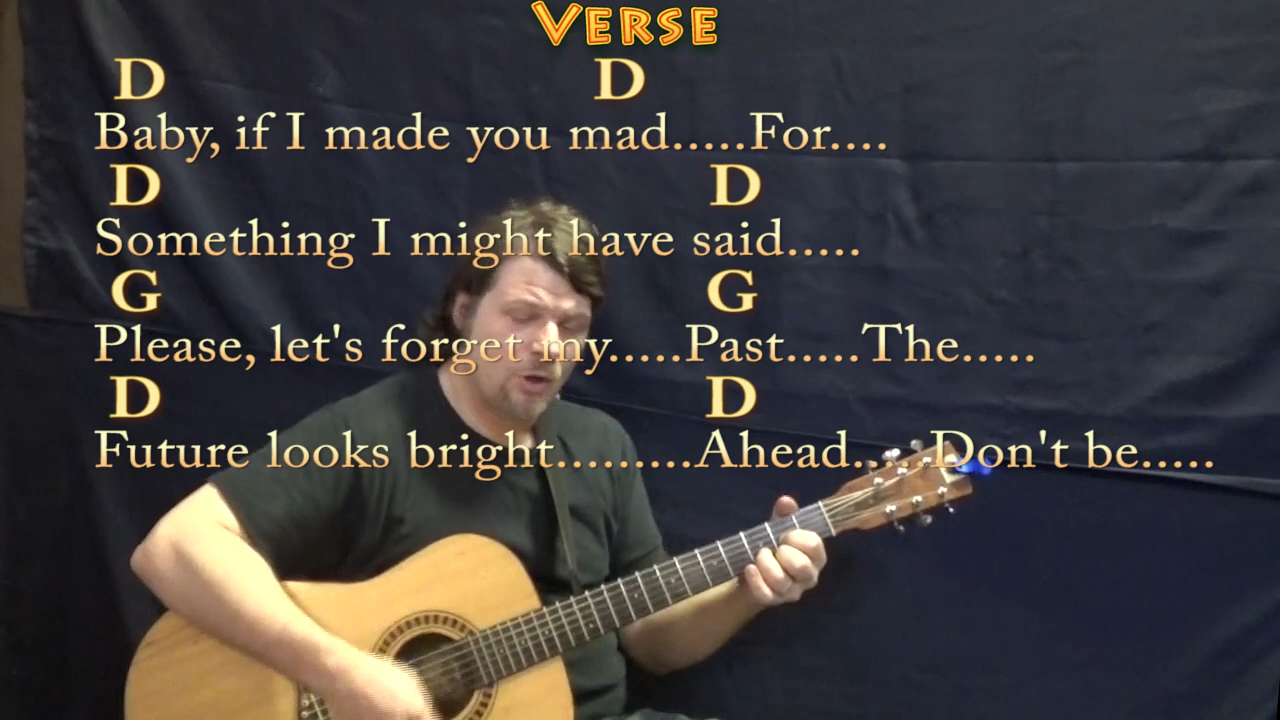 VERSE
D D
Baby, if I made you mad.....For....
D D
Something I might have said.....
G G
Please, let's forget my.....Past.....The.....
D D
Future looks bright.........Ahead.....Don't be.....